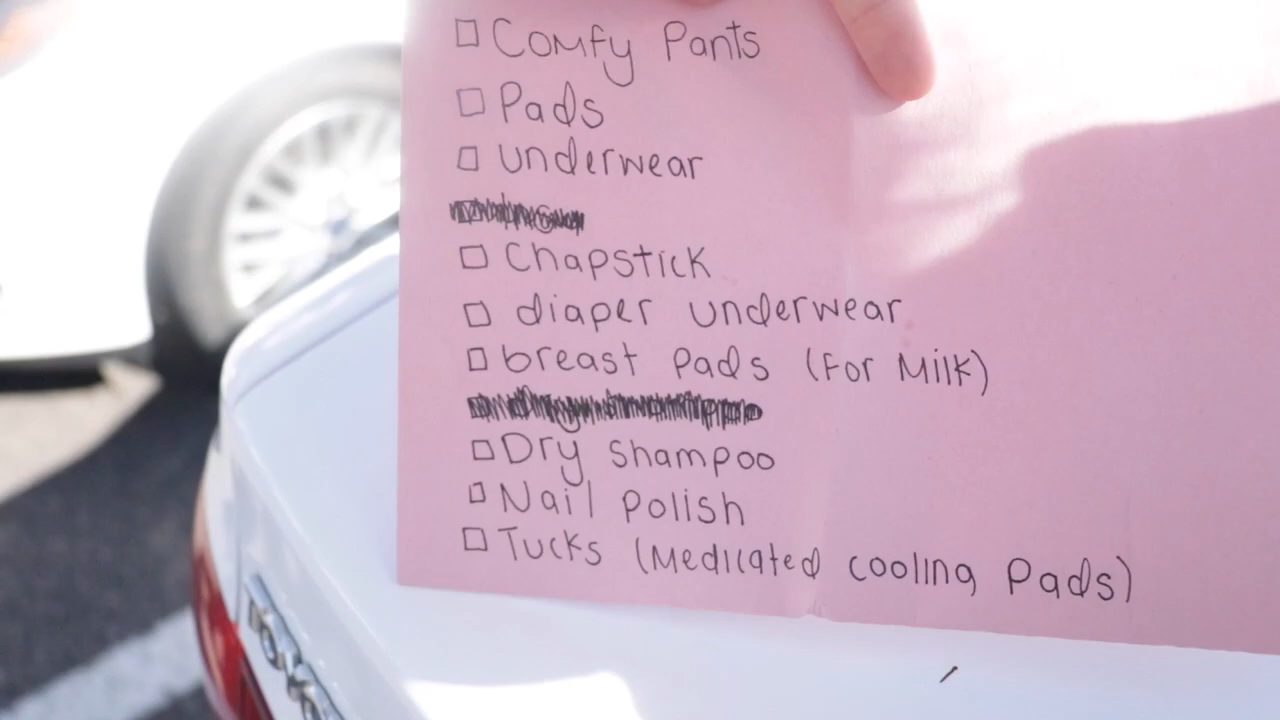 Comfy Pants
Pads
underwear
Chapstick
diaper underwear
breast Pads (For Milk)
Dry Shampoo
Nail Polish
Tucks (Medicated cooling Pads)